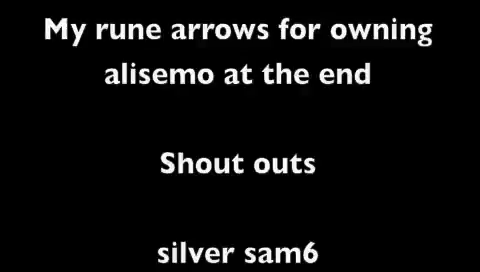 My rune arrows for owning
alisemo at the end
Shout outs
silver sam6